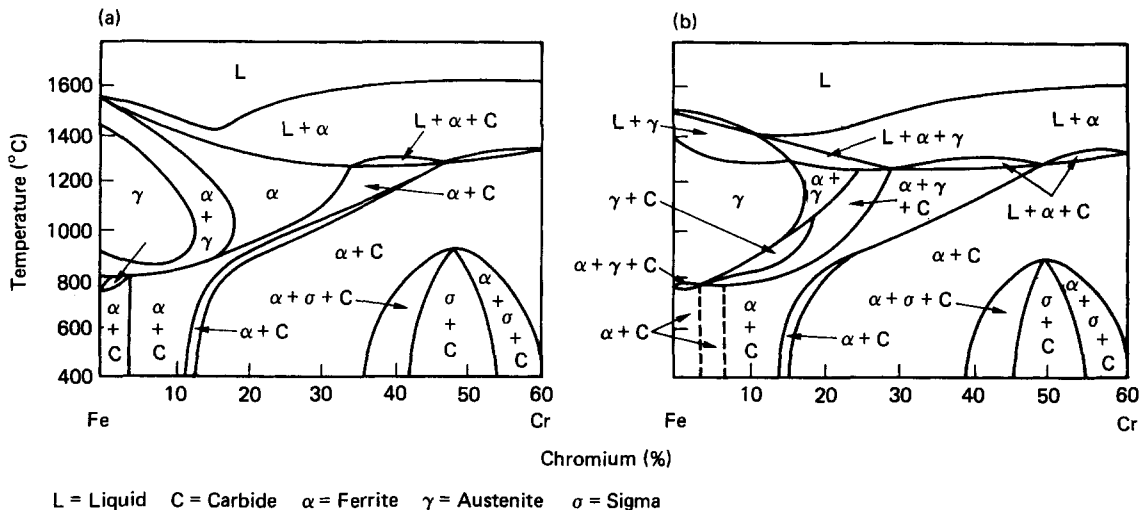 (a)
(b)
Temperature (°C)
1600
1400
1200
1000
800
600
400
L
L + α
L + α + C
γ
α
+
γ
α
α + C
α + C
α
+
C
α
+
C
α + C
α + σ + C
σ
+
C
α
+
σ
+
C
10
20
30
40
50
60
Fe
Cr
L
L + γ
L + α
L + α + γ
γ
α +
γ
α + γ
+ C
γ + C
L + α + C
α + γ + C
α + C
α + C
α
+
C
α + C
α + σ + C
σ
+
C
α
+
σ
+
C
10
20
30
40
50
60
Fe
Cr
Chromium (%)
L = Liquid C = Carbide α = Ferrite γ = Austenite σ = Sigma